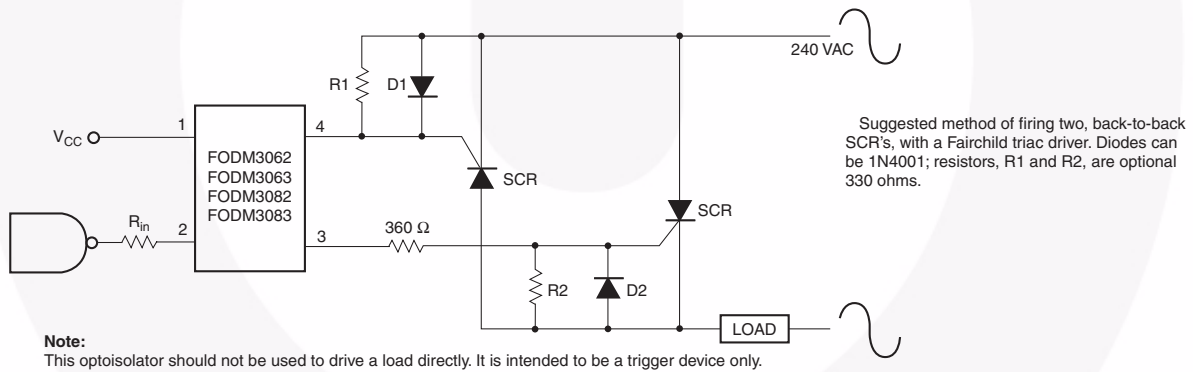 240 VAC
R1
D1
1
4
V_CC
FODM3062
FODM3063
FODM3082
FODM3083
SCR
Suggested method of firing two, back-to-back
SCR's, with a Fairchild triac driver. Diodes can
be 1N4001; resistors, R1 and R2, are optional
330 ohms.
SCR
R_in
2
3
360 Ω
R2
D2
LOAD
Note:
This optoisolator should not be used to drive a load directly. It is intended to be a trigger device only.